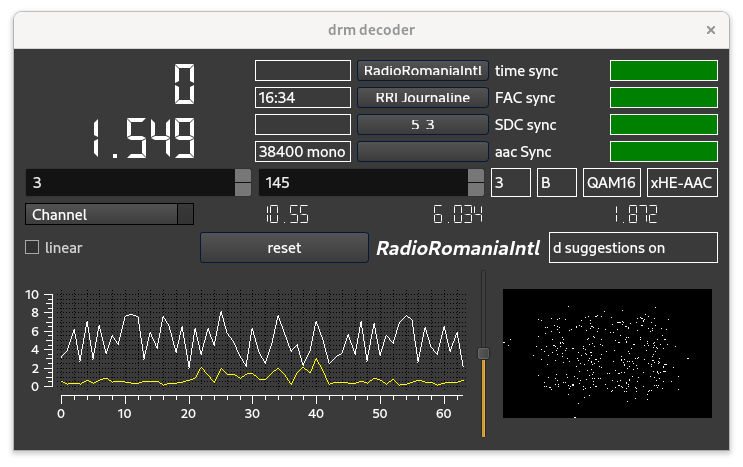 drm decoder
×
0
RadioRomaniaIntl
time sync
16:34
RRI Journaline
FAC sync
1.549
5 3
SDC sync
38400 mono
aac Sync
3
145
3
B
QAM16
xHE-AAC
Channel
10.55
6.034
1.872
linear
reset
RadioRomaniaIntl
d suggestions on
10
8
6
4
2
0
0 10 20 30 40 50 60